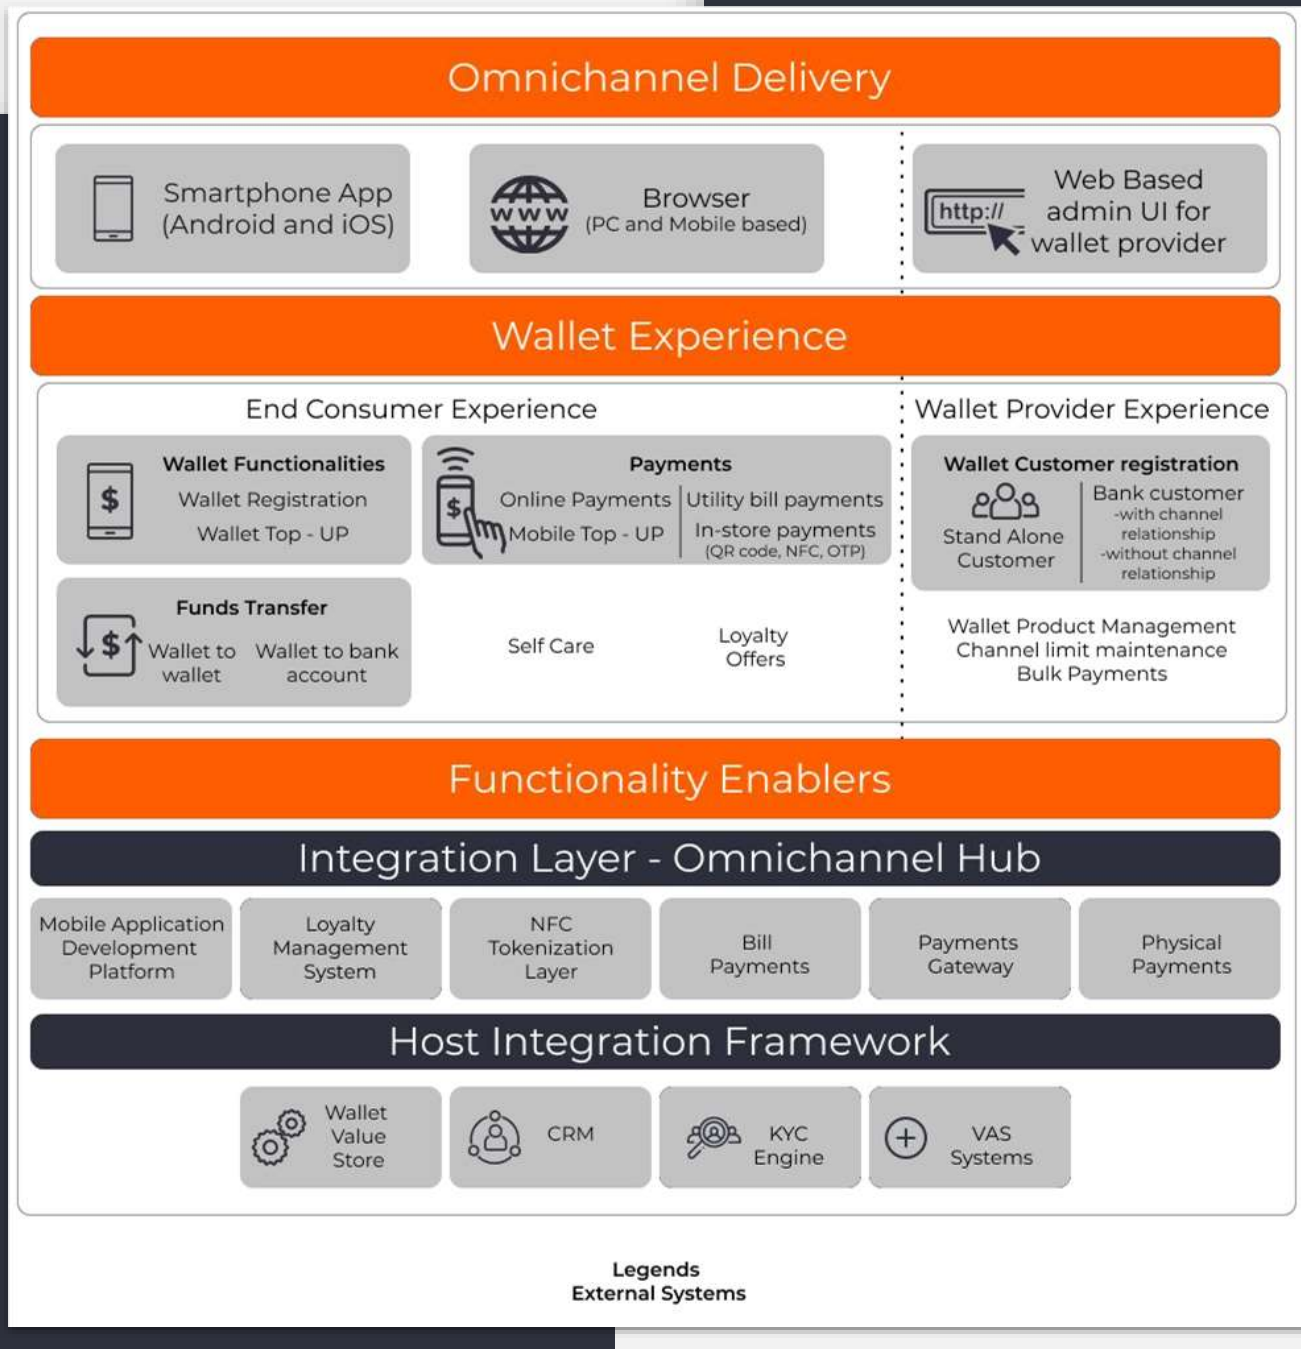 Omnichannel Delivery
Smartphone App
(Android and iOS)
www
Browser
(PC and Mobile based)
http://
Web Based
admin UI for
wallet provider
Wallet Experience
End Consumer Experience
Wallet Functionalities
$
Wallet Registration
Wallet Top - UP
Payments
$
Online Payments
Mobile Top - UP
Utility bill payments
In-store payments
(QR code, NFC, OTP)
Funds Transfer
$
Wallet to
wallet
Wallet to bank
account
Self Care
Loyalty
Offers
Wallet Provider Experience
Wallet Customer registration
Stand Alone
Customer
Bank customer
-with channel
relationship
-without channel
relationship
Wallet Product Management
Channel limit maintenance
Bulk Payments
Functionality Enablers
Integration Layer - Omnichannel Hub
Mobile Application
Development
Platform
Loyalty
Management
System
NFC
Tokenization
Layer
Bill
Payments
Payments
Gateway
Physical
Payments
Host Integration Framework
Wallet
Value
Store
CRM
KYC
Engine
VAS
Systems
Legends
External Systems